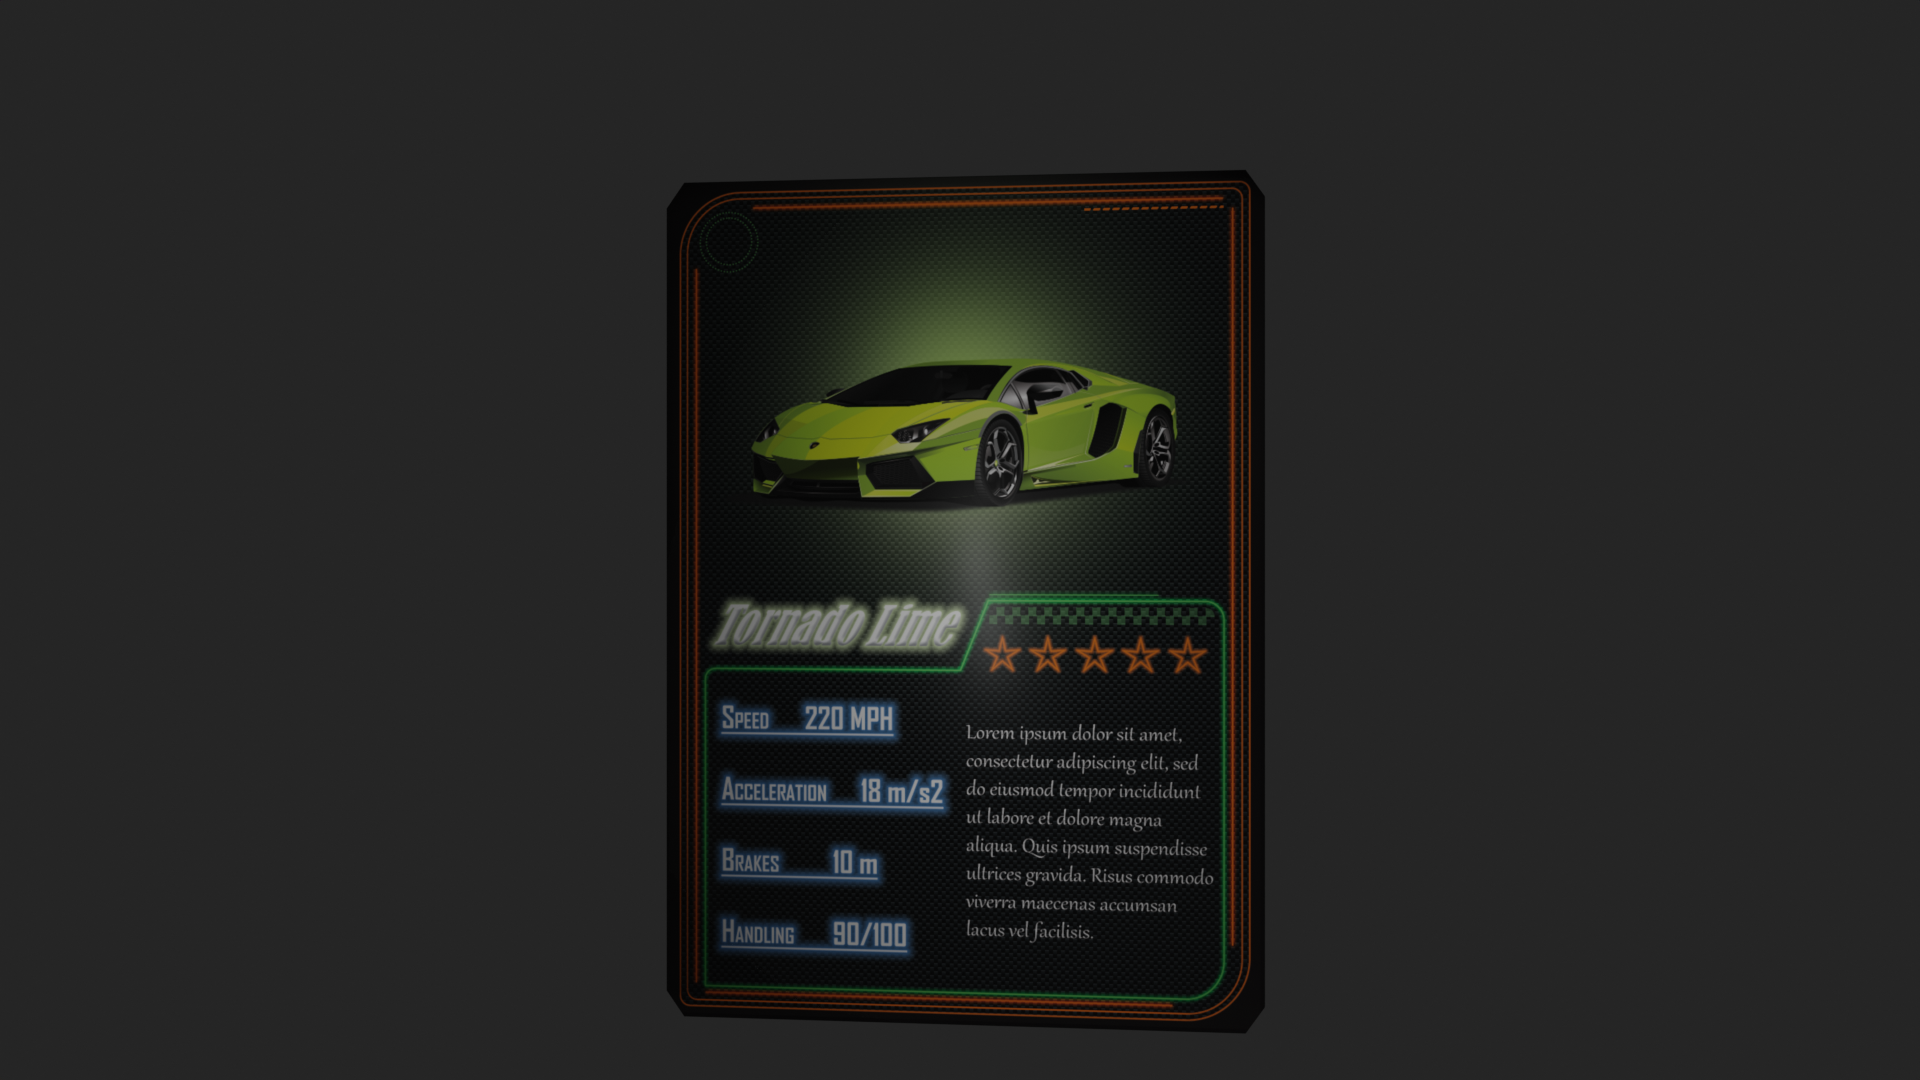 Tornado Lime
Speed 220 MPH
Acceleration 18 m/s2
Brakes 10 m
Handling 90/100
Lorem ipsum dolor sit amet,
consectetur adipiscing elit, sed
do eiusmod tempor incididunt
ut labore et dolore magna
aliqua. Quis ipsum suspendisse
ultrices gravida. Risus commodo
viverra maecenas accumsan
lacus vel facilisis.